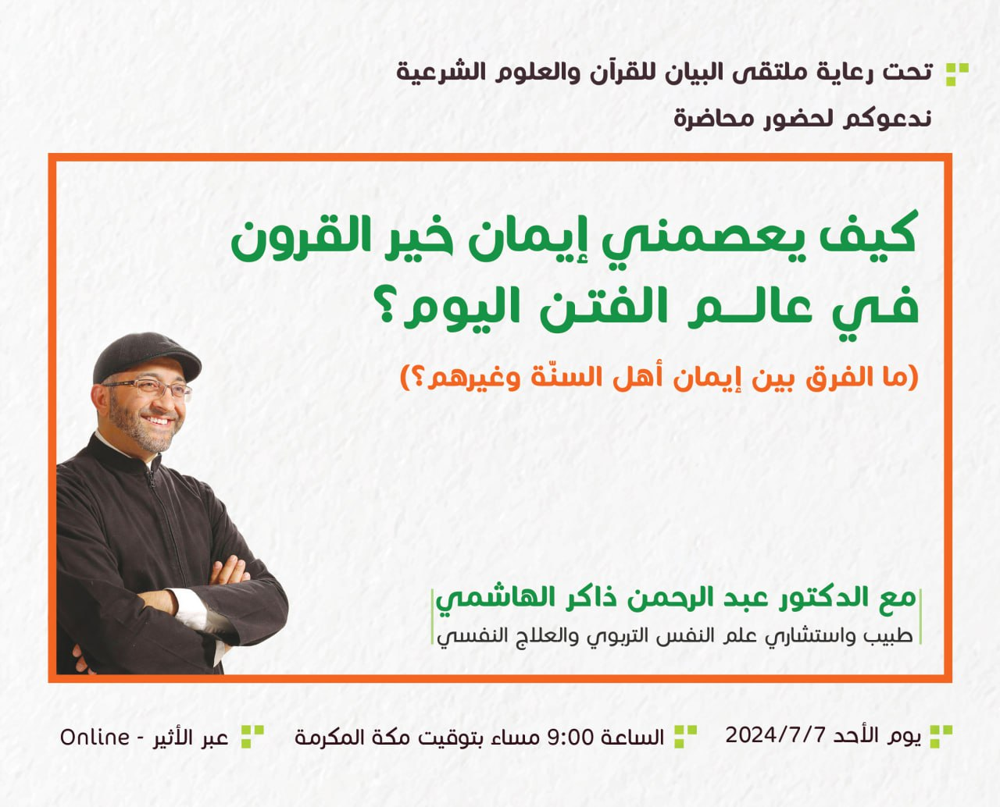 تحت رعاية ملتقى البيان للقرآن والعلوم الشرعية
ندعوكم لحضور محاضرة
كيف يعصمني إيمان خير القرون
في عالـم الفتـن اليوم؟
(ما الفرق بين إيمان أهل السنّة وغيرهم؟)
مع الدكتور عبد الرحمن ذاكر الهاشمي
طبيب واستشاري علم النفس التربوي والعلاج النفسي
يوم الأحد 2024/7/7
الساعة 9:00 مساء بتوقيت مكة المكرمة
عبر الأثير - Online